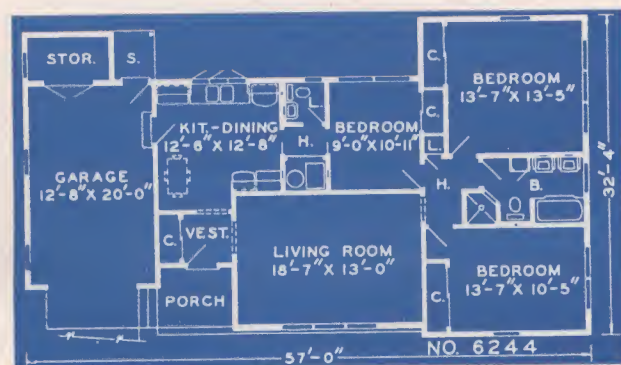 STOR.
S.
C.
BEDROOM
13'-7" X 13'-5"
L.
KIT.-DINING
12'-6" X 12'-8"
C.
BEDROOM
9'-0" X 10'-11"
H.
L.
GARAGE
12'-8" X 20'-0"
H.
B.
32'-4"
C.
VEST.
LIVING ROOM
18'-7" X 13'-0"
BEDROOM
13'-7" X 10'-5"
C.
PORCH
NO. 6244
57'-0"